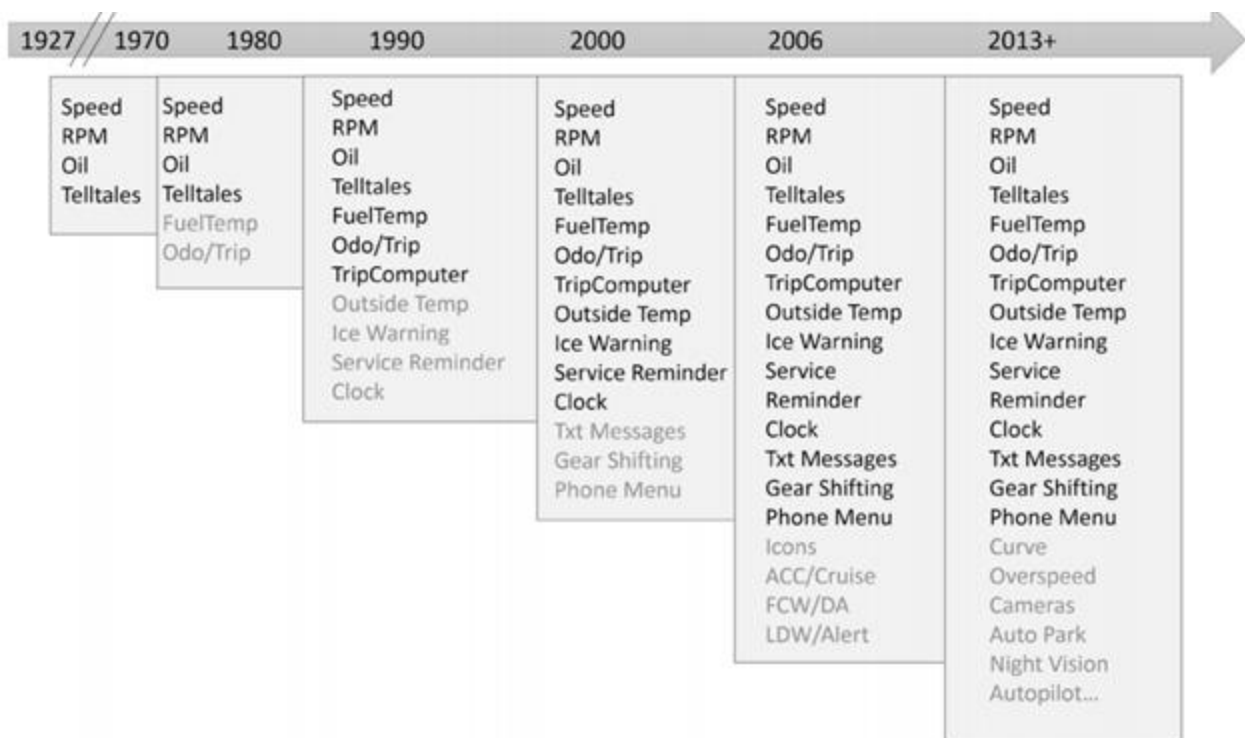 1927 1970 1980 1990 2000 2006 2013+
Speed
RPM
Oil
Telltales
Speed
RPM
Oil
Telltales
FuelTemp
Odo/Trip
Speed
RPM
Oil
Telltales
FuelTemp
Odo/Trip
TripComputer
Outside Temp
Ice Warning
Service Reminder
Clock
Speed
RPM
Oil
Telltales
FuelTemp
Odo/Trip
TripComputer
Outside Temp
Ice Warning
Service Reminder
Clock
Txt Messages
Gear Shifting
Phone Menu
Speed
RPM
Oil
Telltales
FuelTemp
Odo/Trip
TripComputer
Outside Temp
Ice Warning
Service
Reminder
Clock
Txt Messages
Gear Shifting
Phone Menu
Icons
ACC/Cruise
FCW/DA
LDW/Alert
Speed
RPM
Oil
Telltales
FuelTemp
Odo/Trip
TripComputer
Outside Temp
Ice Warning
Service
Reminder
Clock
Txt Messages
Gear Shifting
Phone Menu
Curve
Overspeed
Cameras
Auto Park
Night Vision
Autopilot...